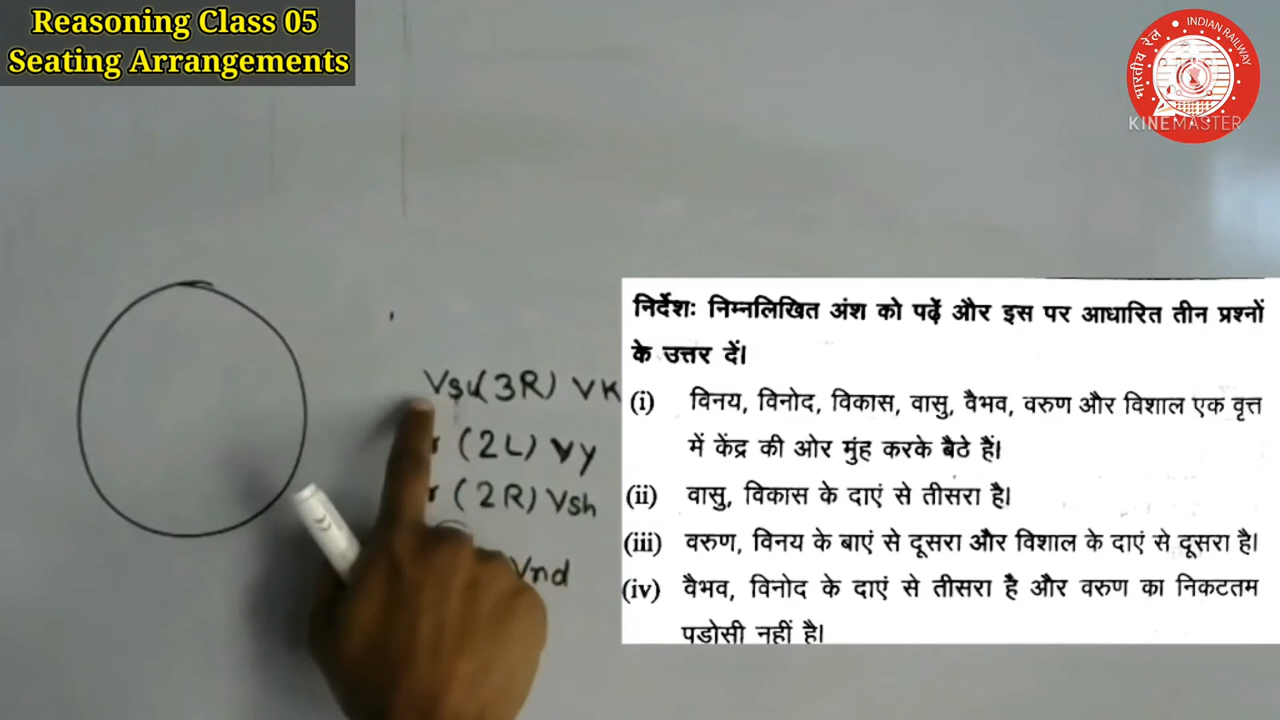 Reasoning Class 05
Seating Arrangements
भारतीय रेल
INDIAN RAILWAY
KINEMASTER
Vsu(3R) VK
(2L) Vy
(2R) Vsh
Vnd
निर्देशः निम्नलिखित अंश को पढ़ें और इस पर आधारित तीन प्रश्नों
के उत्तर दें।
(i) विनय, विनोद, विकास, वासु, वैभव, वरुण और विशाल एक वृत्त
में केंद्र की ओर मुंह करके बैठे हैं।
(ii) वासु, विकास के दाएं से तीसरा है।
(iii) वरुण, विनय के बाएं से दूसरा और विशाल के दाएं से दूसरा है।
(iv) वैभव, विनोद के दाएं से तीसरा है और वरुण का निकटतम
पडोसी नहीं है।